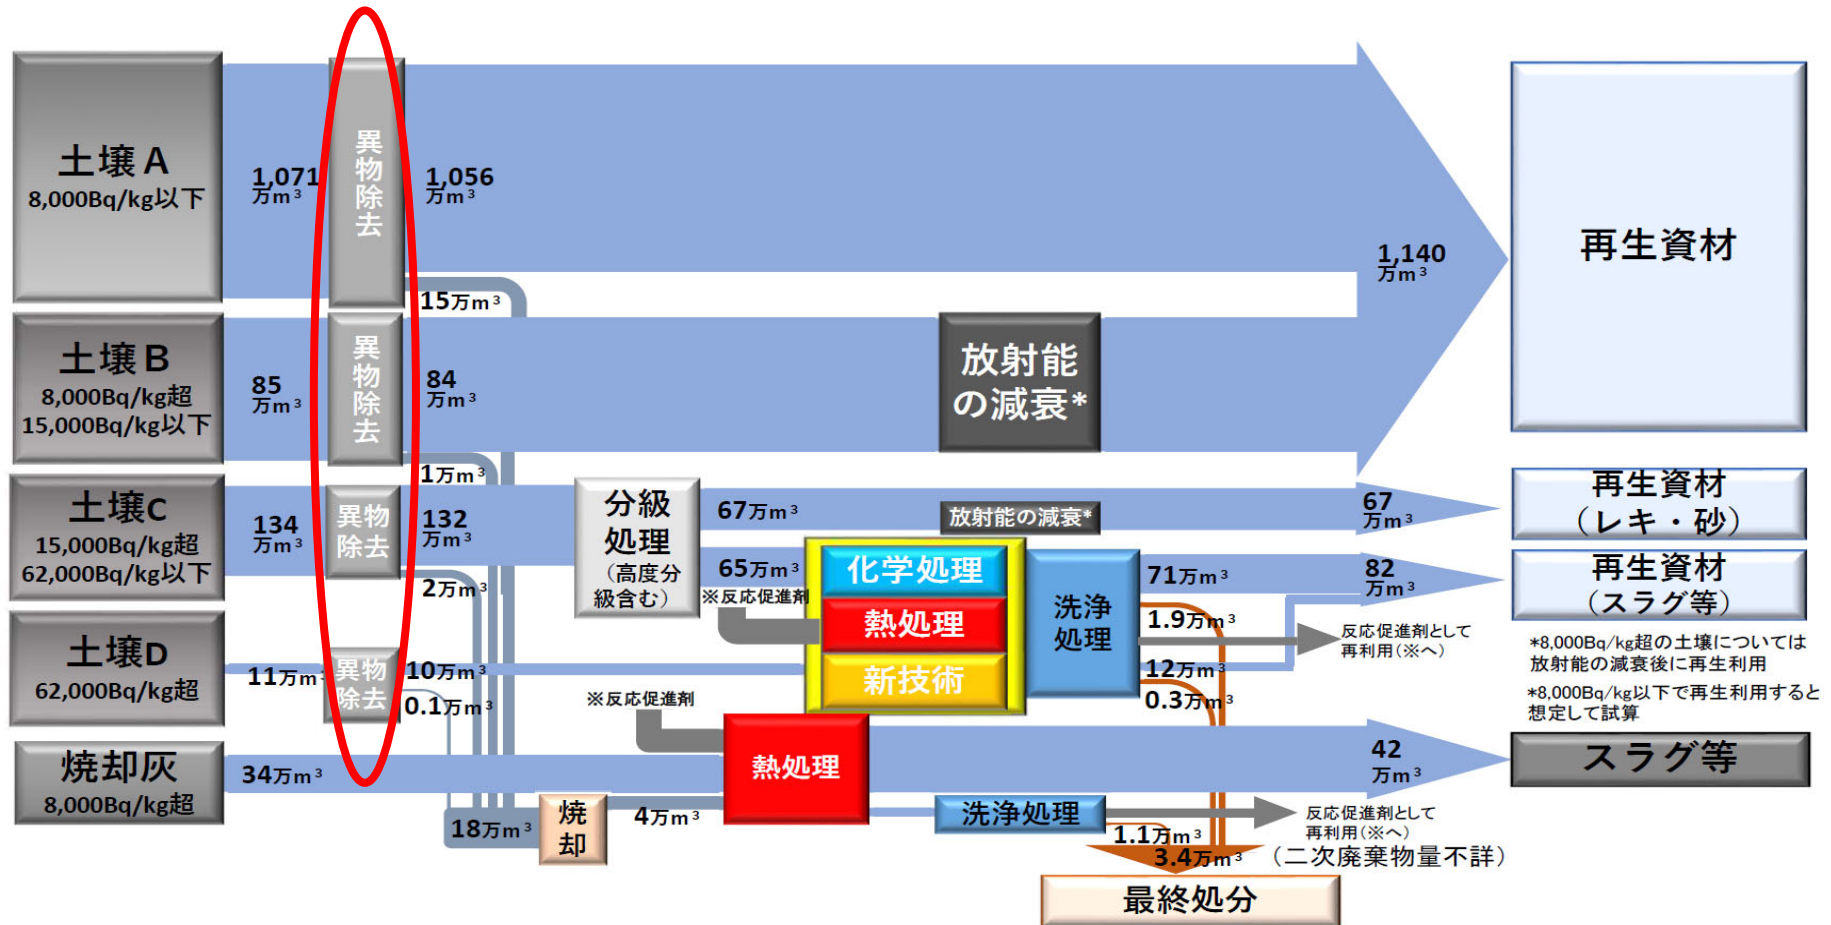 土壌A
8,000Bq/kg以下
1,071
万m³
異物除去
1,056
万m³
15万m³
1,140
万m³
再生資材
土壌B
8,000Bq/kg超
15,000Bq/kg以下
85
万m³
異物除去
84
万m³
1万m³
放射能
の減衰*
土壌C
15,000Bq/kg超
62,000Bq/kg以下
134
万m³
異物
除去
132
万m³
2万m³
分級
処理
（高度分
級含む）
67万m³
放射能の減衰*
67
万m³
再生資材
（レキ・砂）
65万m³
※反応促進剤
化学処理
熱処理
新技術
洗浄
処理
71万m³
82
万m³
再生資材
（スラグ等）
1.9万m³
反応促進剤として
再利用（※へ）
12万m³
0.3万m³
*8,000Bq/kg超の土壌については
放射能の減衰後に再生利用
*8,000Bq/kg以下で再生利用すると
想定して試算
土壌D
62,000Bq/kg超
11万m³
異物
除去
10万m³
0.1万m³
※反応促進剤
焼却灰
8,000Bq/kg超
34万m³
熱処理
42
万m³
スラグ等
18万m³
焼
却
4万m³
洗浄処理
反応促進剤として
再利用（※へ）
1.1万m³
3.4万m³
（二次廃棄物量不詳）
最終処分